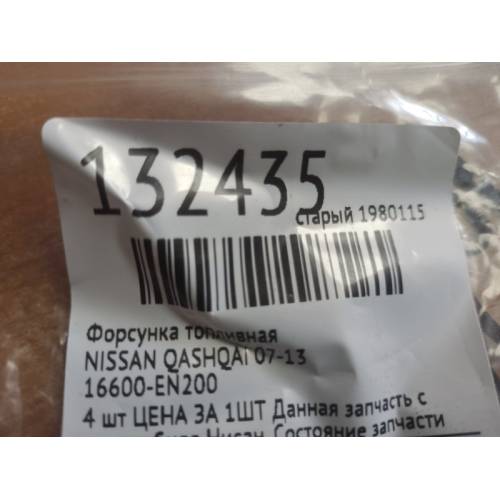 132435
старый 1980115
Форсунка топливная
NISSAN QASHQAI 07-13
16600-EN200
4 шт ЦЕНА ЗА 1ШТ Данная запчасть с
Нисан. Состояние запчасти